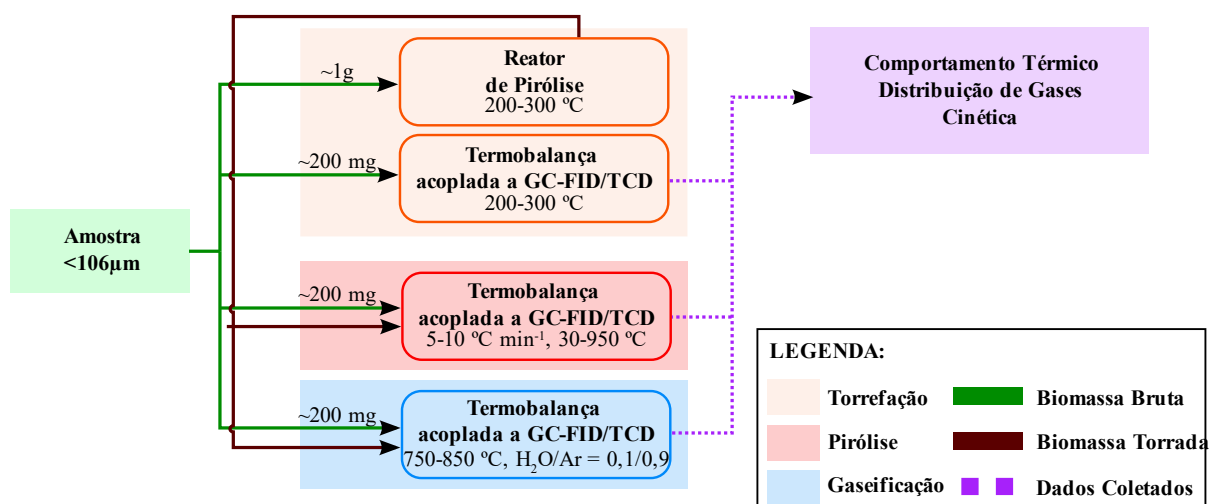 ~1g
Reator
de Pirólise
200-300 ºC
Comportamento Térmico
Distribuição de Gases
Cinética
~200 mg
Termobalança
acoplada a GC-FID/TCD
200-300 ºC
Amostra
<106µm
~200 mg
Termobalança
acoplada a GC-FID/TCD
5-10 ºC min⁻¹, 30-950 ºC
~200 mg
Termobalança
acoplada a GC-FID/TCD
750-850 ºC, H₂O/Ar = 0,1/0,9
LEGENDA:
Torrefação
Biomassa Bruta
Pirólise
Biomassa Torrada
Gaseificação
Dados Coletados